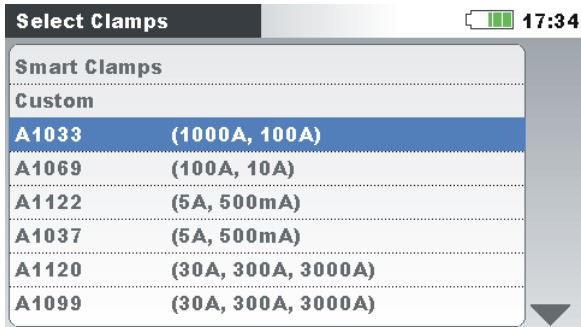 Select Clamps 17:34
Smart Clamps
Custom
A1033 (1000A, 100A)
A1069 (100A, 10A)
A1122 (5A, 500mA)
A1037 (5A, 500mA)
A1120 (30A, 300A, 3000A)
A1099 (30A, 300A, 3000A)